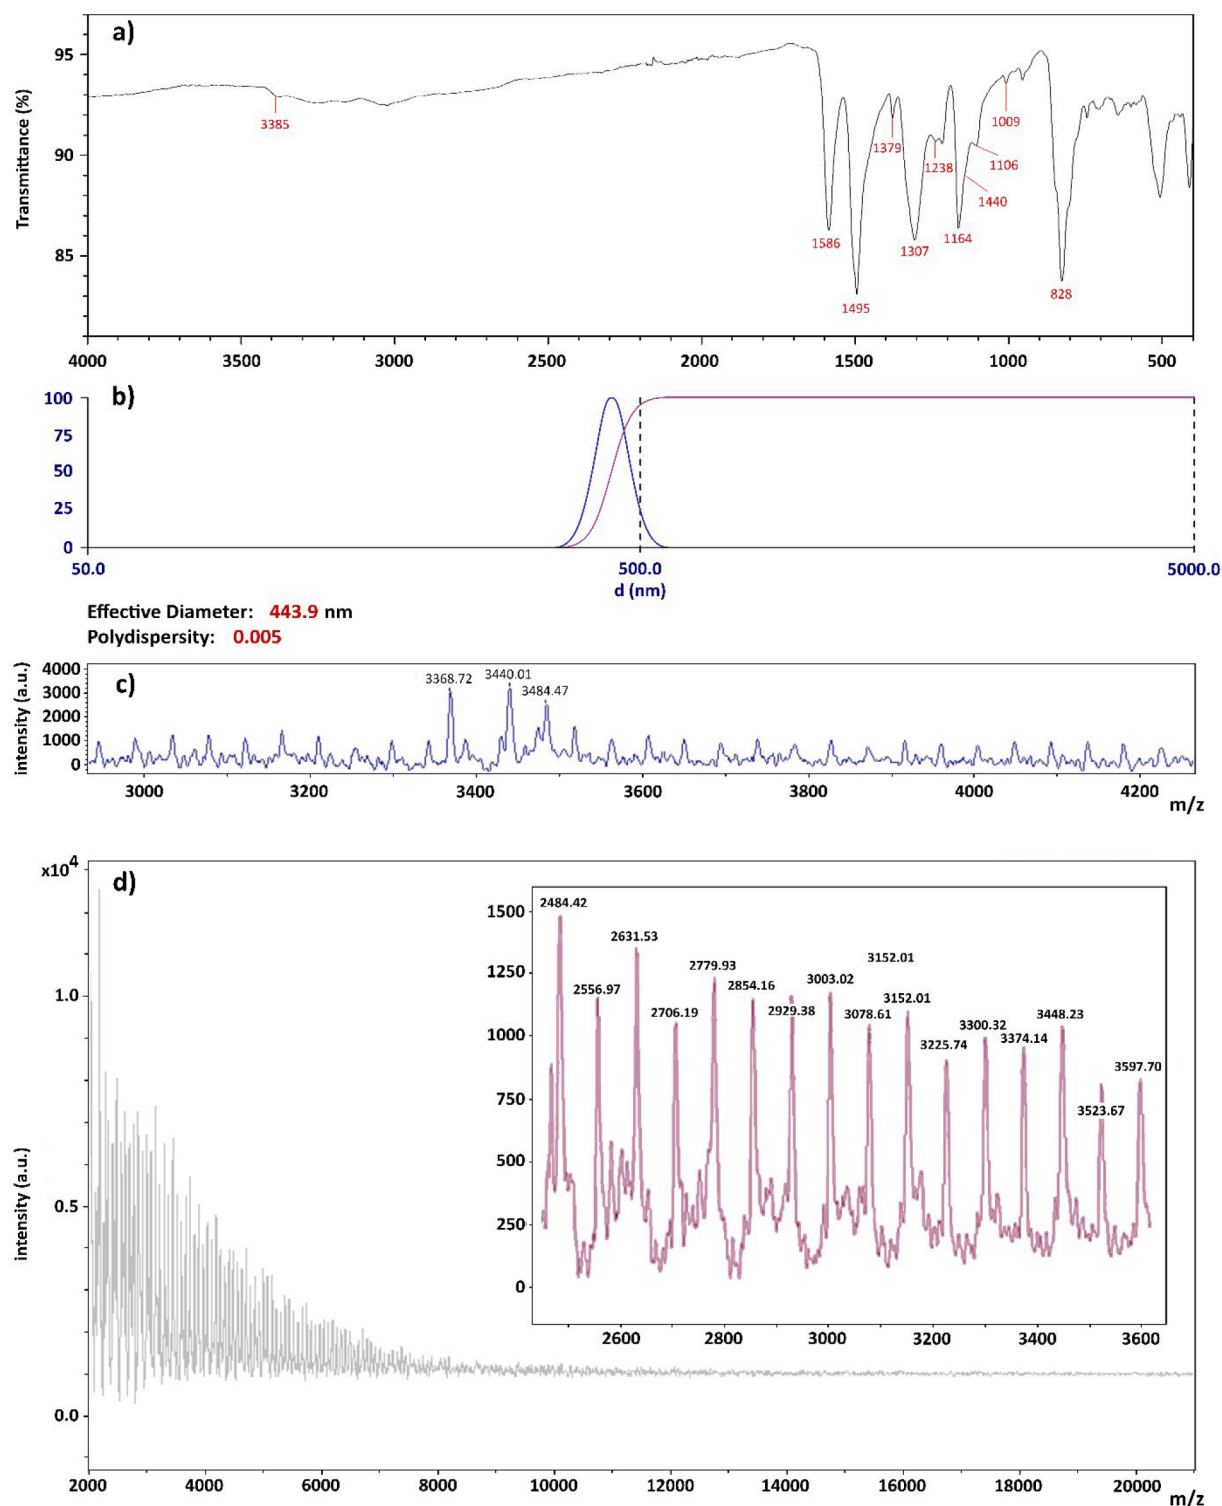 a)
95
90
85
Transmittance (%)
3385
1586
1495
1379
1307
1238
1164
1440
1106
1009
828
4000 3500 3000 2500 2000 1500 1000 500
b)
100
75
50
25
0
50.0 500.0 5000.0
d (nm)
Effective Diameter: 443.9 nm
Polydispersity: 0.005
c)
intensity (a.u.)
4000
3000
2000
1000
0
3368.72 3440.01 3484.47
3000 3200 3400 3600 3800 4000 4200
m/z
d)
x10⁴
1.0
0.5
0.0
intensity (a.u.)
1500
1250
1000
750
500
250
0
2484.42
2556.97
2631.53
2706.19
2779.93
2854.16
2929.38
3003.02
3078.61
3152.01
3152.01
3225.74
3300.32
3374.14
3448.23
3523.67
3597.70
2600 2800 3000 3200 3400 3600
2000 4000 6000 8000 10000 12000 14000 16000 18000 20000
m/z